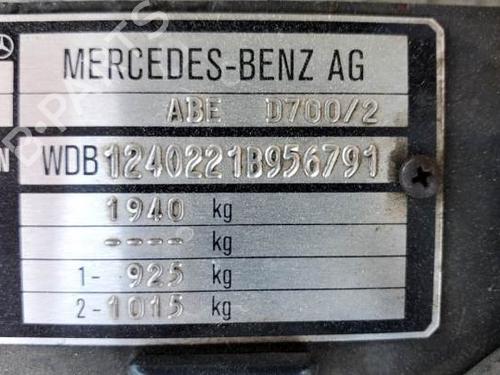 MERCEDES-BENZ AG
ABE D700/2
N WDB1240221B956791
1940 kg
---- kg
1- 925 kg
2- 1015 kg